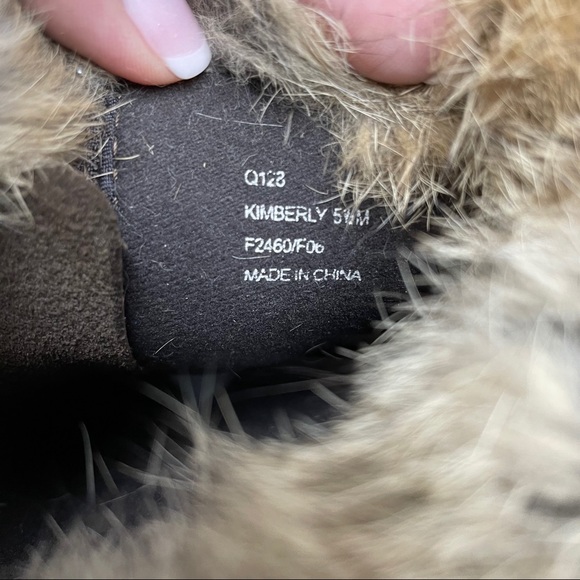 Q128
KIMBERLY 5½M
F2460/F06
MADE IN CHINA